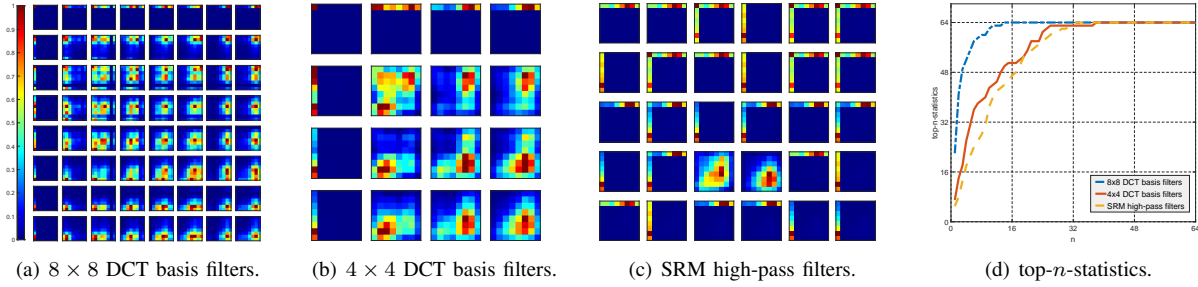 1
0.9
0.8
0.7
0.6
0.5
0.4
0.3
0.2
0.1
0
top-n-statistics
64
48
32
16
0
0 16 32 48 64
n
8x8 DCT basis filters
4x4 DCT basis filters
SRM high-pass filters
(a) 8 × 8 DCT basis filters.
(b) 4 × 4 DCT basis filters.
(c) SRM high-pass filters.
(d) top-n-statistics.